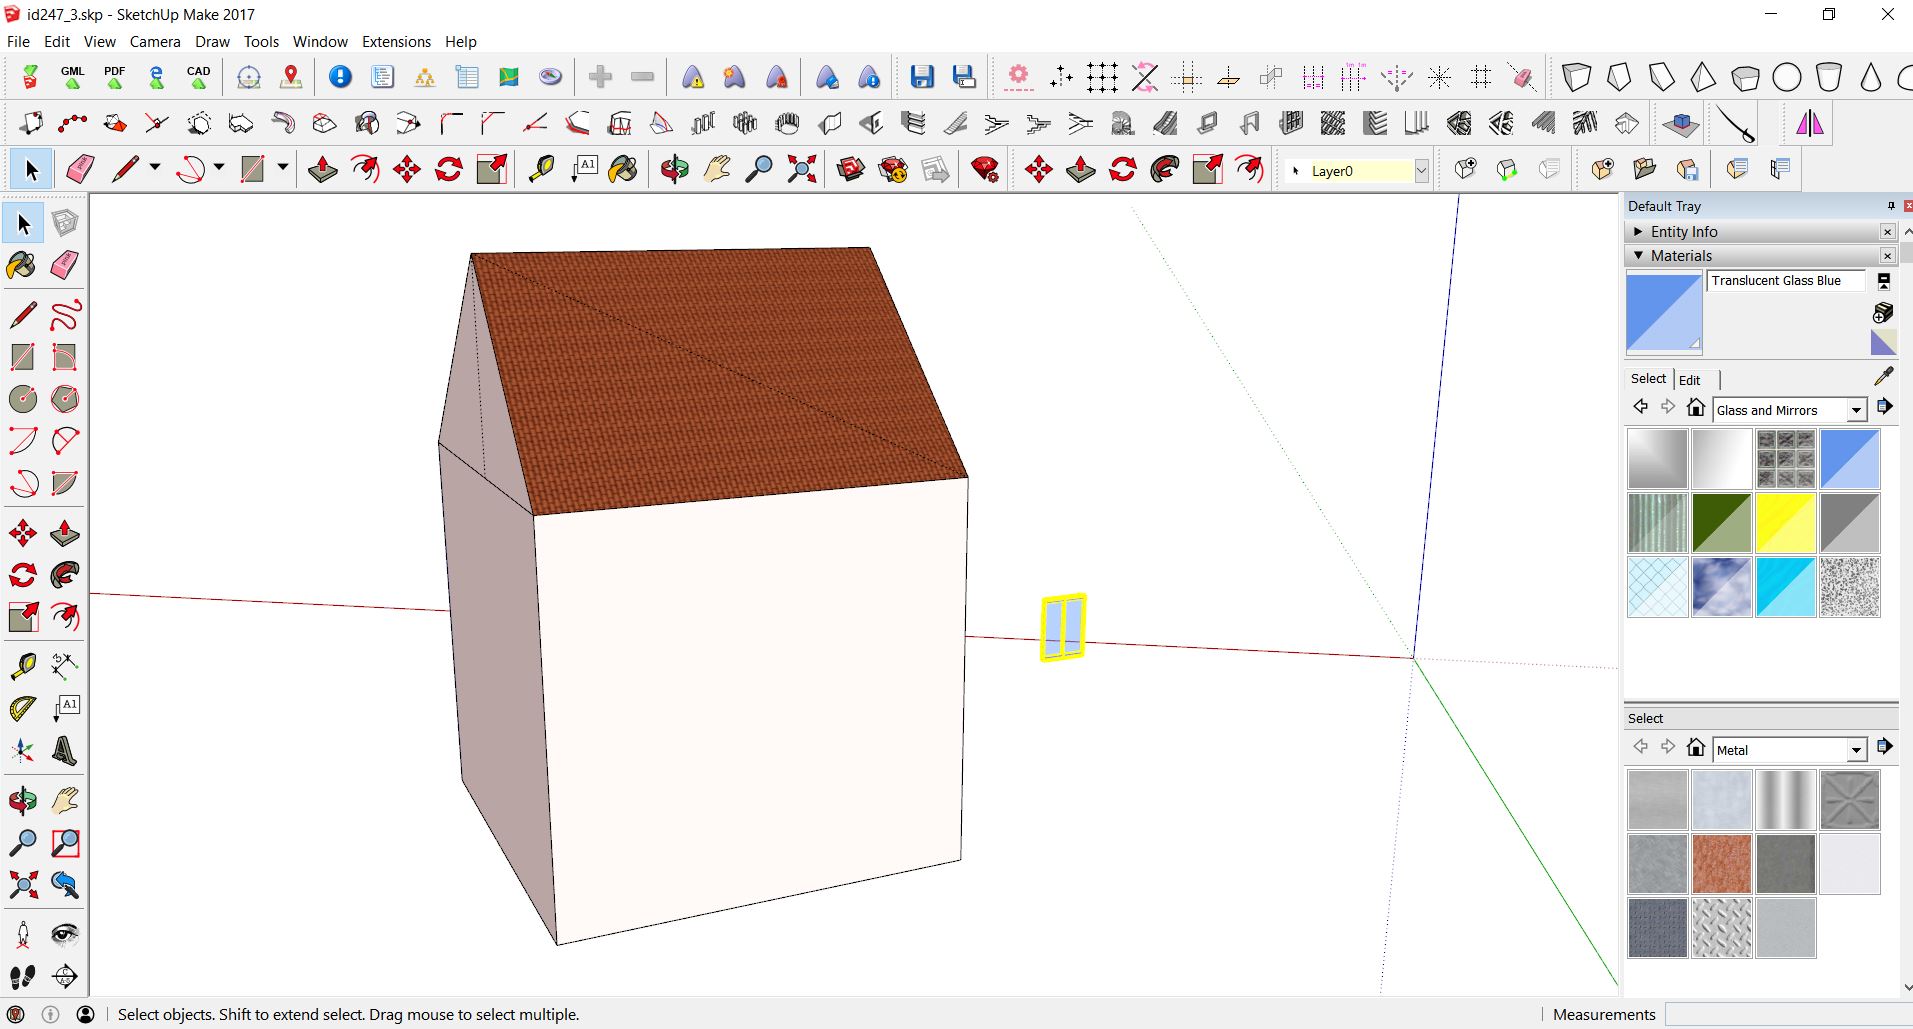 id247_3.skp - SketchUp Make 2017
File Edit View Camera Draw Tools Window Extensions Help
GML PDF CAD
A1 Layer0
Default Tray
Entity Info
Materials
Translucent Glass Blue
Select Edit
Glass and Mirrors
A1
Select
Metal
Select objects. Shift to extend select. Drag mouse to select multiple. Measurements